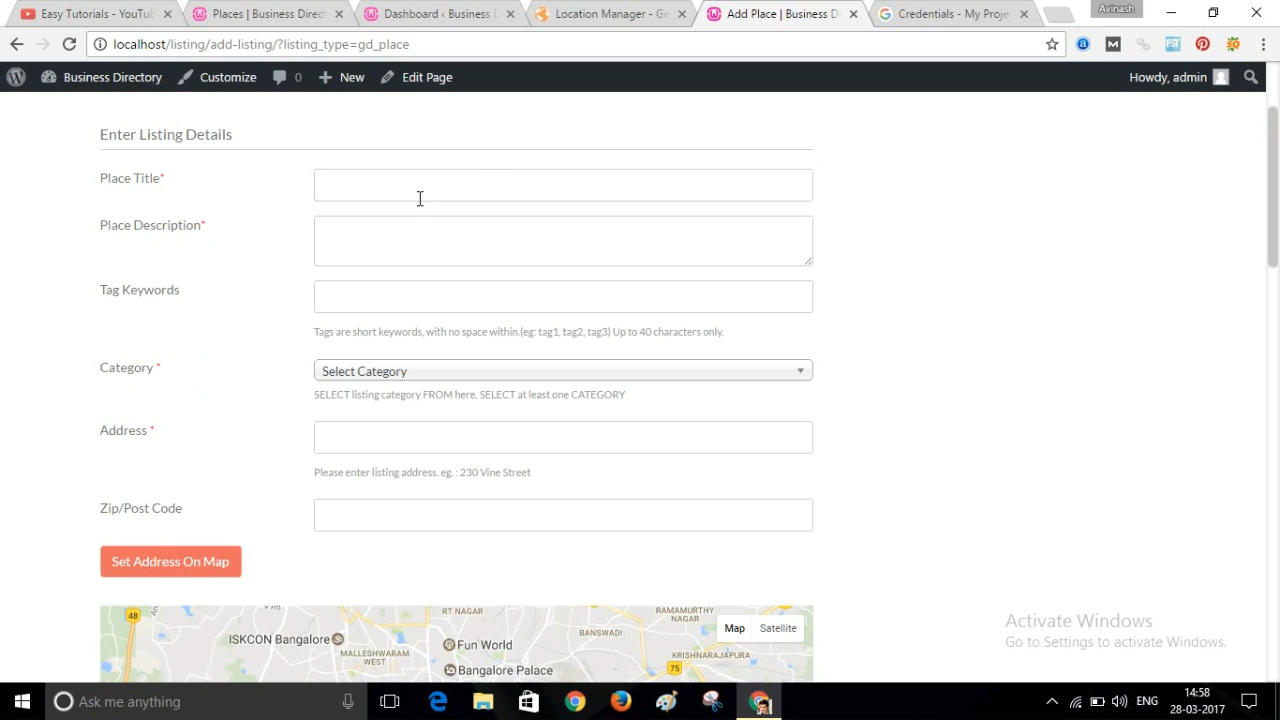 Easy Tutorials - YouTub
Places | Business Direc
Dashboard ‹ Business D
Location Manager - Ge
Add Place | Business Di
Credentials - My Projec
Avinash
localhost/listing/add-listing/?listing_type=gd_place
Business Directory
Customize
0
New
Edit Page
Howdy, admin
Enter Listing Details
Place Title*
Place Description*
Tag Keywords
Tags are short keywords, with no space within.(eg: tag1, tag2, tag3) Up to 40 characters only.
Category *
Select Category
SELECT listing category FROM here. SELECT at least one CATEGORY
Address *
Please enter listing address. eg. : 230 Vine Street
Zip/Post Code
Set Address On Map
48
RT NAGAR
RAMAMURTHY
NAGAR
ISKCON Bangalore
MALLESHWARAM
WEST
Fun World
BANSWADI
Map
Satellite
KRISHNARAJAPURA
Bangalore Palace
75
Activate Windows
Go to Settings to activate Windows.
Ask me anything
ENG
14:58
28-03-2017